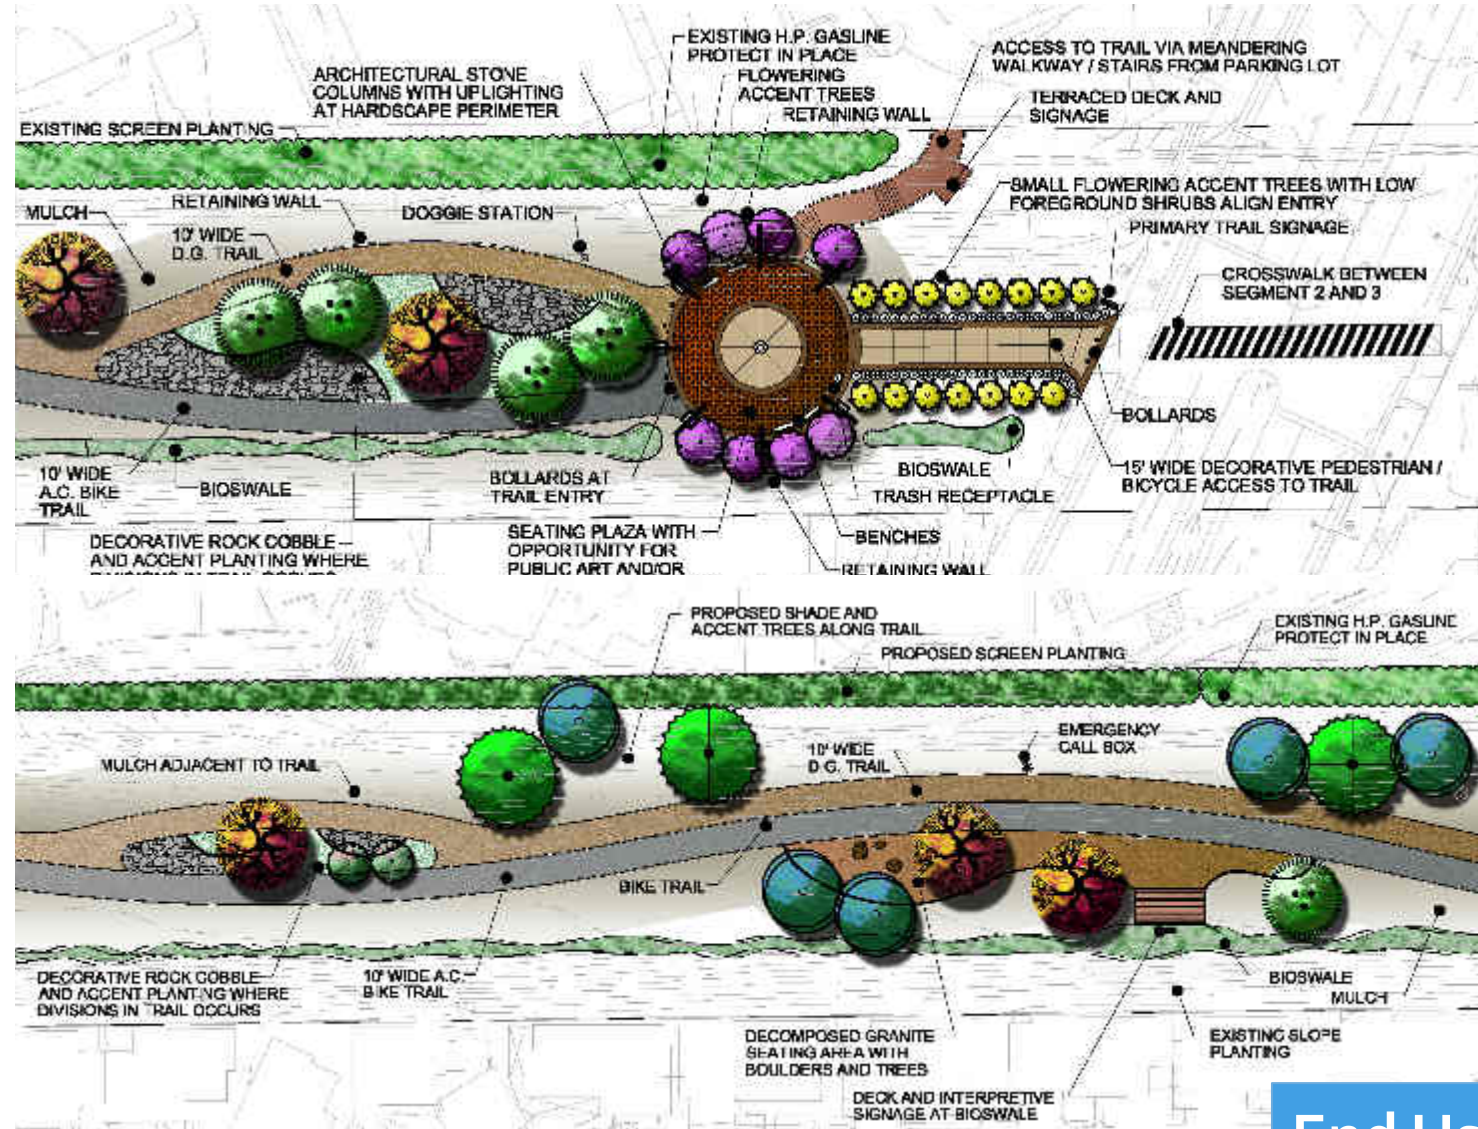 EXISTING H.P. GASLINE
PROTECT IN PLACE
ACCESS TO TRAIL VIA MEANDERING
WALKWAY / STAIRS FROM PARKING LOT
ARCHITECTURAL STONE
COLUMNS WITH UPLIGHTING
AT HARDSCAPE PERIMETER
FLOWERING
ACCENT TREES
RETAINING WALL
TERRACED DECK AND
SIGNAGE
EXISTING SCREEN PLANTING
SMALL FLOWERING ACCENT TREES WITH LOW
FOREGROUND SHRUBS ALIGN ENTRY
MULCH
RETAINING WALL
DOGGIE STATION
PRIMARY TRAIL SIGNAGE
10' WIDE
D.G. TRAIL
CROSSWALK BETWEEN
SEGMENT 2 AND 3
BOLLARDS
10' WIDE
A.C. BIKE
TRAIL
BIOSWALE
BOLLARDS AT
TRAIL ENTRY
BIOSWALE
TRASH RECEPTACLE
15' WIDE DECORATIVE PEDESTRIAN /
BICYCLE ACCESS TO TRAIL
DECORATIVE ROCK COBBLE
AND ACCENT PLANTING WHERE
DIVISIONS IN TRAIL OCCURS
SEATING PLAZA WITH
OPPORTUNITY FOR
PUBLIC ART AND/OR
BENCHES
RETAINING WALL
PROPOSED SHADE AND
ACCENT TREES ALONG TRAIL
PROPOSED SCREEN PLANTING
EXISTING H.P. GASLINE
PROTECT IN PLACE
MULCH ADJACENT TO TRAIL
10' WIDE
D.G. TRAIL
EMERGENCY
CALL BOX
BIKE TRAIL
DECORATIVE ROCK COBBLE
AND ACCENT PLANTING WHERE
DIVISIONS IN TRAIL OCCURS
10' WIDE A.C.
BIKE TRAIL
BIOSWALE
MULCH
DECOMPOSED GRANITE
SEATING AREA WITH
BOULDERS AND TREES
EXISTING SLOPE
PLANTING
DECK AND INTERPRETIVE
SIGNAGE AT BIOSWALE